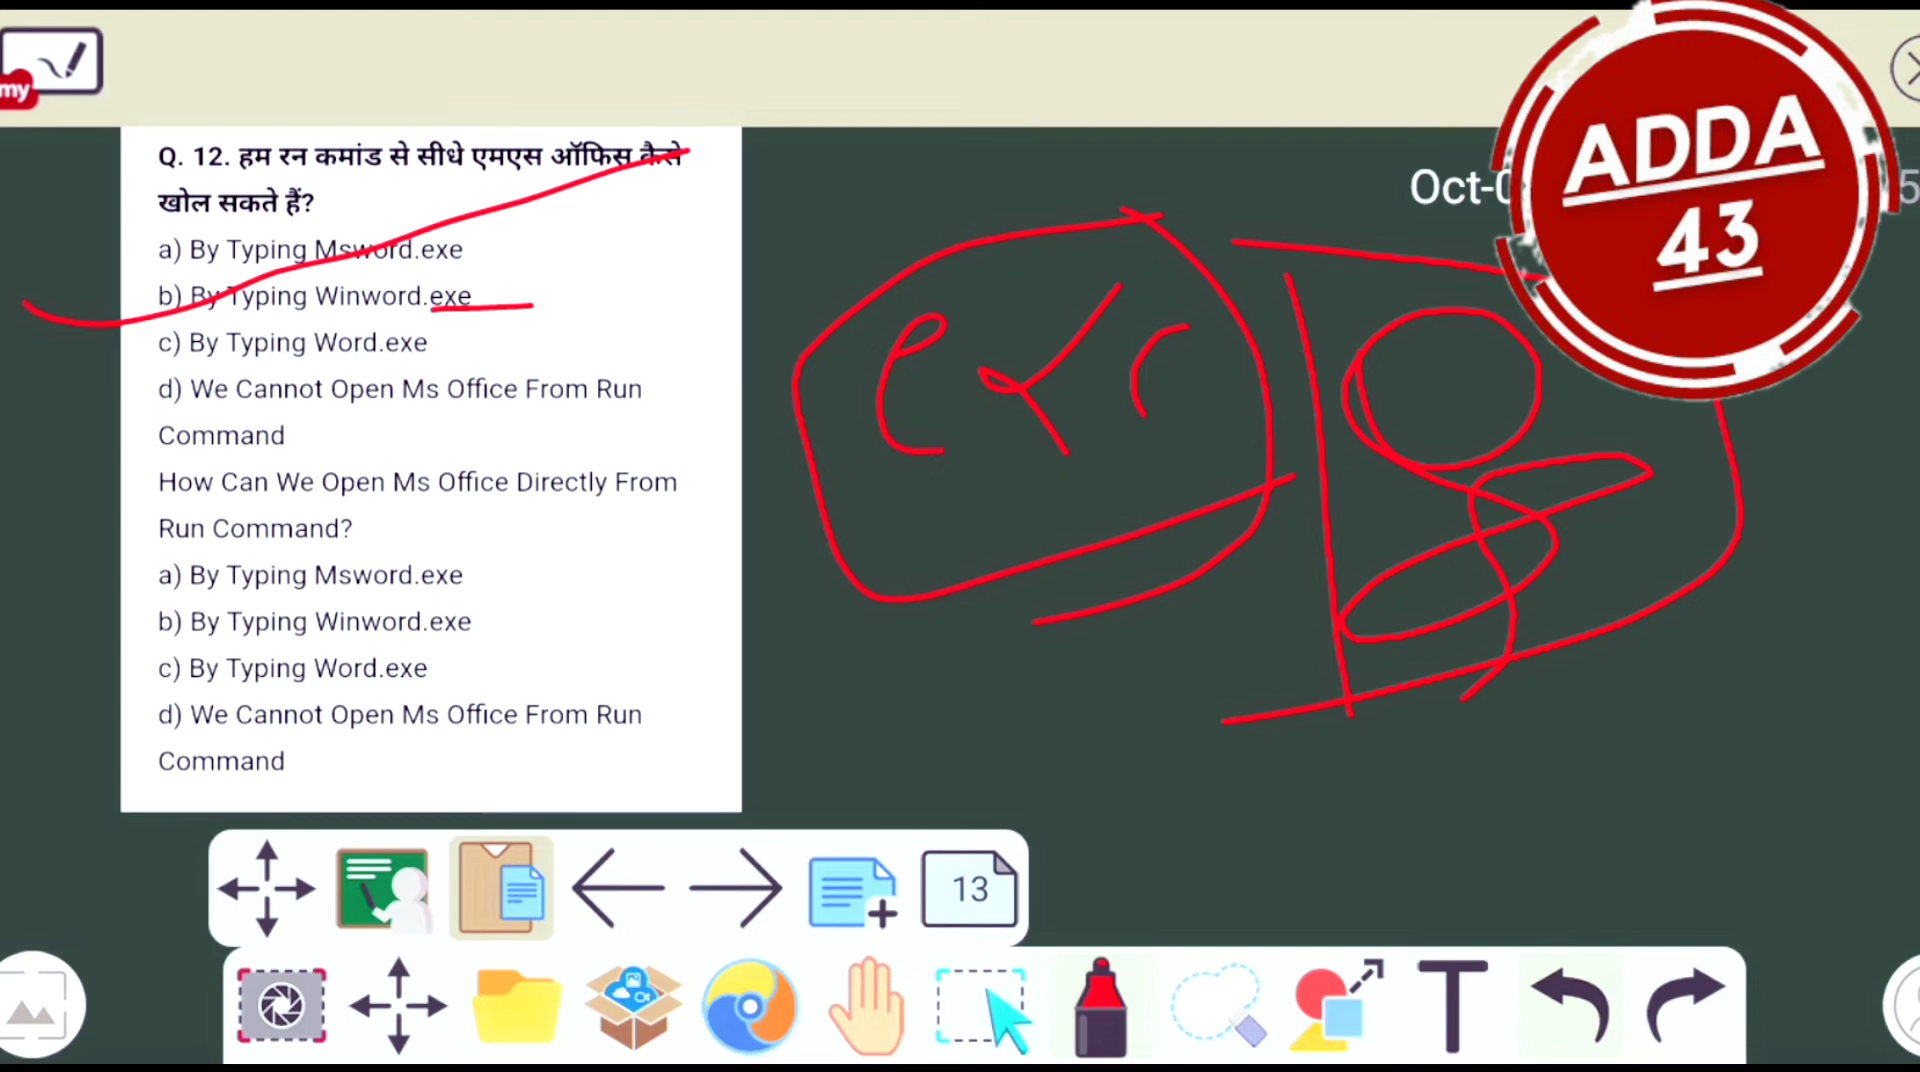 my
Q. 12. हम रन कमांड से सीधे एमएस ऑफिस कैसे
खोल सकते हैं?
a) By Typing Msword.exe
b) By Typing Winword.exe
c) By Typing Word.exe
d) We Cannot Open Ms Office From Run
Command
How Can We Open Ms Office Directly From
Run Command?
a) By Typing Msword.exe
b) By Typing Winword.exe
c) By Typing Word.exe
d) We Cannot Open Ms Office From Run
Command
Oct-
ADDA
43
13
T